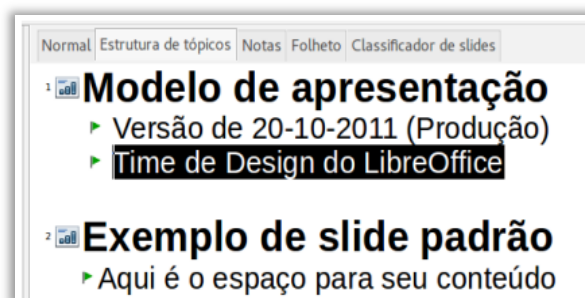 Normal Estrutura de tópicos Notas Folheto Classificador de slides
1 Modelo de apresentação
Versão de 20-10-2011 (Produção)
Time de Design do LibreOffice
2 Exemplo de slide padrão
Aqui é o espaço para seu conteúdo